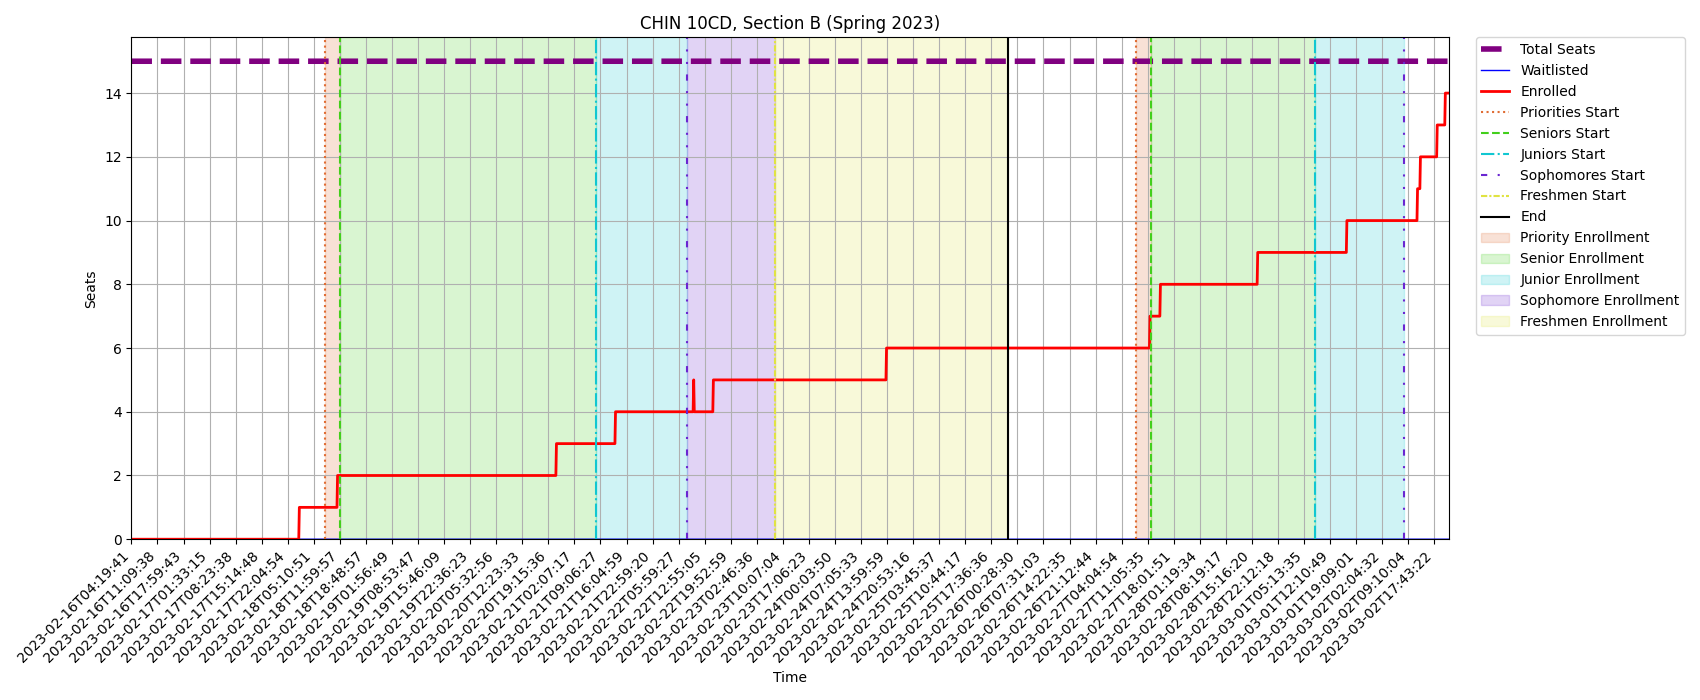 CHIN 10CD, Section B (Spring 2023)
Seats
14
12
10
8
6
4
2
0
2023-02-16T04:19:41
2023-02-16T11:09:38
2023-02-16T17:59:43
2023-02-17T01:33:15
2023-02-17T08:23:38
2023-02-17T15:14:48
2023-02-17T22:04:54
2023-02-18T05:10:51
2023-02-18T11:59:57
2023-02-18T18:48:57
2023-02-19T01:56:49
2023-02-19T08:53:47
2023-02-19T15:46:09
2023-02-19T22:36:23
2023-02-20T05:32:56
2023-02-20T12:23:33
2023-02-20T19:15:36
2023-02-21T02:07:17
2023-02-21T09:06:27
2023-02-21T16:04:59
2023-02-21T22:59:20
2023-02-22T05:59:27
2023-02-22T12:55:05
2023-02-22T19:52:59
2023-02-23T02:46:36
2023-02-23T10:07:04
2023-02-23T17:06:23
2023-02-24T00:03:50
2023-02-24T07:05:33
2023-02-24T13:59:59
2023-02-24T20:53:16
2023-02-25T03:45:37
2023-02-25T10:44:17
2023-02-25T17:36:36
2023-02-26T00:28:30
2023-02-26T07:31:03
2023-02-26T14:22:35
2023-02-26T21:12:44
2023-02-27T04:04:54
2023-02-27T11:05:35
2023-02-27T18:01:51
2023-02-28T01:19:34
2023-02-28T08:19:17
2023-02-28T15:16:20
2023-02-28T22:12:18
2023-03-01T05:13:35
2023-03-01T12:10:49
2023-03-01T19:09:01
2023-03-02T02:04:32
2023-03-02T09:10:04
2023-03-02T17:43:22
Time
Total Seats
Waitlisted
Enrolled
Priorities Start
Seniors Start
Juniors Start
Sophomores Start
Freshmen Start
End
Priority Enrollment
Senior Enrollment
Junior Enrollment
Sophomore Enrollment
Freshmen Enrollment